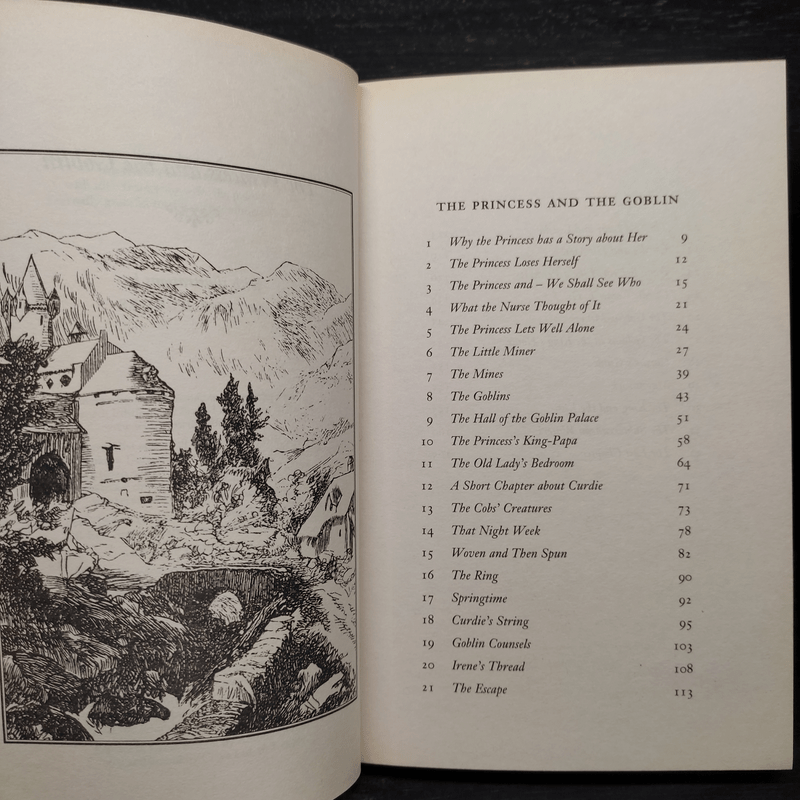 THE PRINCESS AND THE GOBLIN
1 Why the Princess has a Story about Her 9
2 The Princess Loses Herself 12
3 The Princess and – We Shall See Who 15
4 What the Nurse Thought of It 21
5 The Princess Lets Well Alone 24
6 The Little Miner 27
7 The Mines 39
8 The Goblins 43
9 The Hall of the Goblin Palace 51
10 The Princess's King-Papa 58
11 The Old Lady's Bedroom 64
12 A Short Chapter about Curdie 71
13 The Cobs' Creatures 73
14 That Night Week 78
15 Woven and Then Spun 82
16 The Ring 90
17 Springtime 92
18 Curdie's String 95
19 Goblin Counsels 103
20 Irene's Thread 108
21 The Escape 113